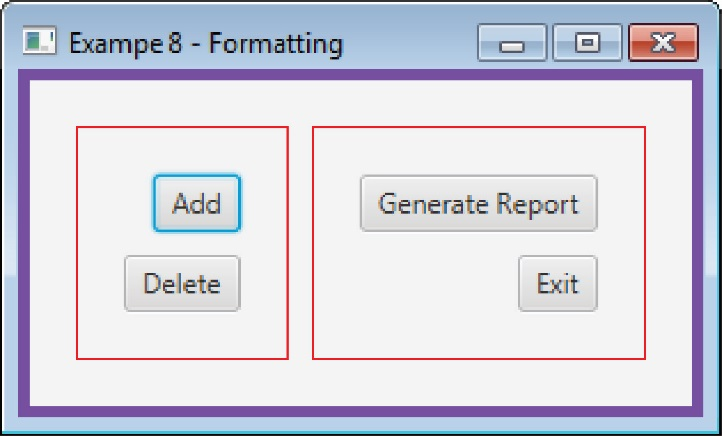 Exampe 8 - Formatting
Add
Generate Report
Delete
Exit